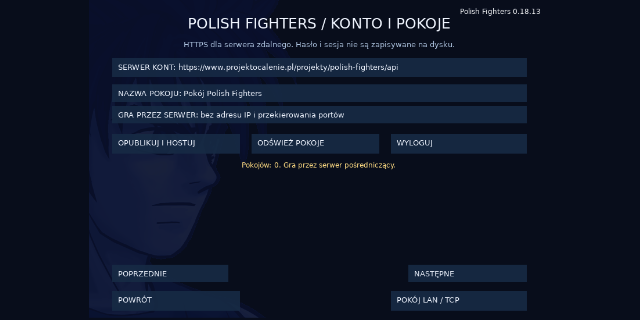 Polish Fighters 0.18.13
POLISH FIGHTERS / KONTO I POKOJE
HTTPS dla serwera zdalnego. Hasło i sesja nie są zapisywane na dysku.
SERWER KONT: https://www.projektocalenie.pl/projekty/polish-fighters/api
NAZWA POKOJU: Pokój Polish Fighters
GRA PRZEZ SERWER: bez adresu IP i przekierowania portów
OPUBLIKUJ I HOSTUJ
ODŚWIEŻ POKOJE
WYLOGUJ
Pokojów: 0. Gra przez serwer pośredniczący.
POPRZEDNIE
NASTĘPNE
POWRÓT
POKÓJ LAN / TCP